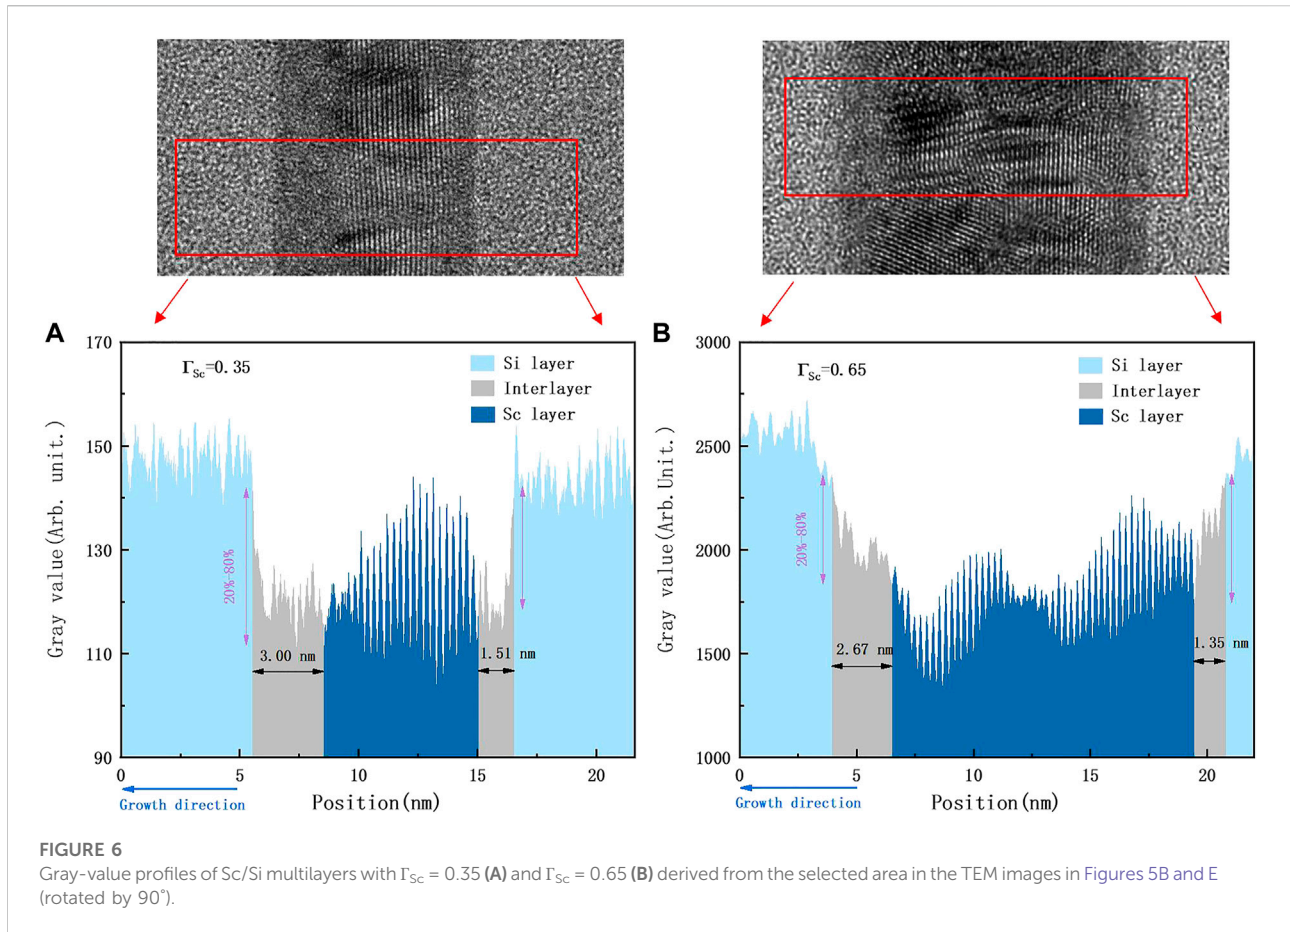 A
170
150
130
110
90
Gray value(Arb. unit.)
ΓSc=0.35
Si layer
Interlayer
Sc layer
20%-80%
3.00 nm
1.51 nm
0
5
10
15
20
Growth direction
Position(nm)
B
3000
2500
2000
1500
1000
Gray value(Arb.Unit.)
ΓSc=0.65
Si layer
Interlayer
Sc layer
20%-80%
2.67 nm
1.35 nm
0
5
10
15
20
Growth direction
Position(nm)
FIGURE 6
Gray-value profiles of Sc/Si multilayers with ΓSc = 0.35 (A) and ΓSc = 0.65 (B) derived from the selected area in the TEM images in Figures 5B and E
(rotated by 90°).